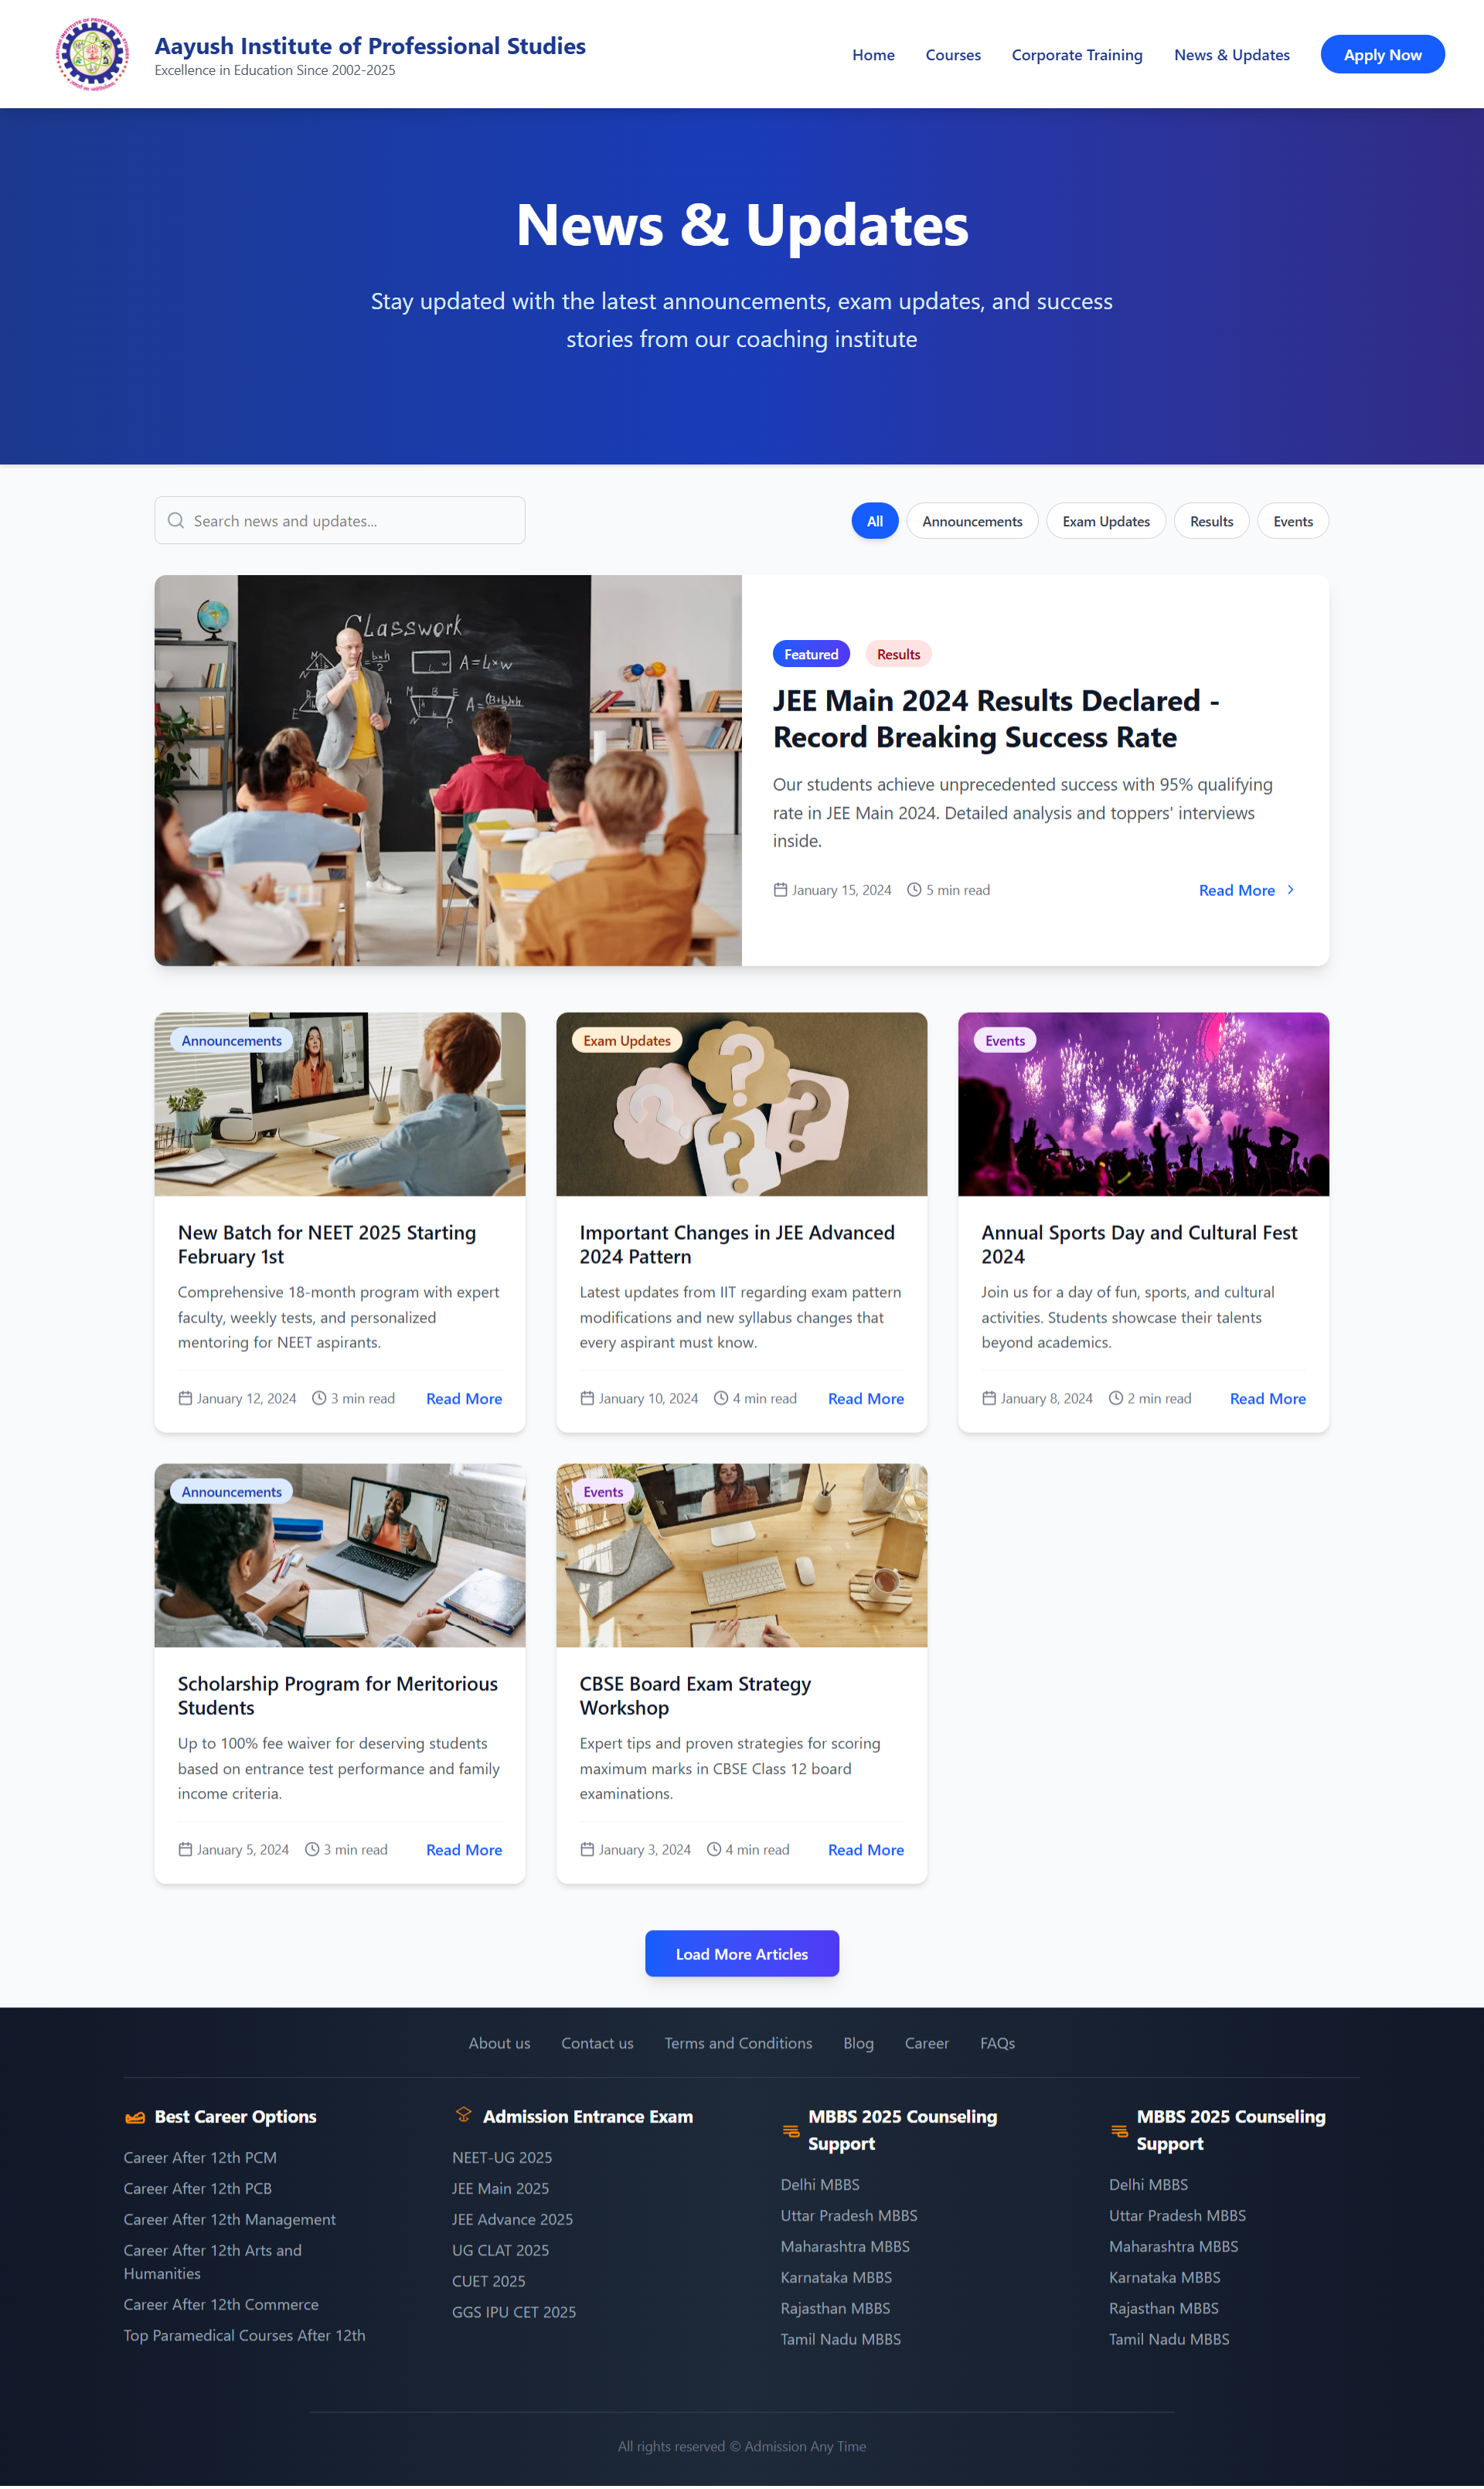 Aayush Institute of Professional Studies
Excellence in Education Since 2002-2025
Home
Courses
Corporate Training
News & Updates
Apply Now
News & Updates
Stay updated with the latest announcements, exam updates, and success
stories from our coaching institute
Search news and updates...
All
Announcements
Exam Updates
Results
Events
Classwork
Featured
Results
JEE Main 2024 Results Declared -
Record Breaking Success Rate
Our students achieve unprecedented success with 95% qualifying
rate in JEE Main 2024. Detailed analysis and toppers' interviews
inside.
January 15, 2024
5 min read
Read More
Announcements
New Batch for NEET 2025 Starting
February 1st
Comprehensive 18-month program with expert
faculty, weekly tests, and personalized
mentoring for NEET aspirants.
January 12, 2024
3 min read
Read More
Exam Updates
Important Changes in JEE Advanced
2024 Pattern
Latest updates from IIT regarding exam pattern
modifications and new syllabus changes that
every aspirant must know.
January 10, 2024
4 min read
Read More
Events
Annual Sports Day and Cultural Fest
2024
Join us for a day of fun, sports, and cultural
activities. Students showcase their talents
beyond academics.
January 8, 2024
2 min read
Read More
Announcements
Scholarship Program for Meritorious
Students
Up to 100% fee waiver for deserving students
based on entrance test performance and family
income criteria.
January 5, 2024
3 min read
Read More
Events
CBSE Board Exam Strategy
Workshop
Expert tips and proven strategies for scoring
maximum marks in CBSE Class 12 board
examinations.
January 3, 2024
4 min read
Read More
Load More Articles
About us
Contact us
Terms and Conditions
Blog
Career
FAQs
Best Career Options
Career After 12th PCM
Career After 12th PCB
Career After 12th Management
Career After 12th Arts and
Humanities
Career After 12th Commerce
Top Paramedical Courses After 12th
Admission Entrance Exam
NEET-UG 2025
JEE Main 2025
JEE Advance 2025
UG CLAT 2025
CUET 2025
GGS IPU CET 2025
MBBS 2025 Counseling
Support
Delhi MBBS
Uttar Pradesh MBBS
Maharashtra MBBS
Karnataka MBBS
Rajasthan MBBS
Tamil Nadu MBBS
MBBS 2025 Counseling
Support
Delhi MBBS
Uttar Pradesh MBBS
Maharashtra MBBS
Karnataka MBBS
Rajasthan MBBS
Tamil Nadu MBBS
All rights reserved © Admission Any Time